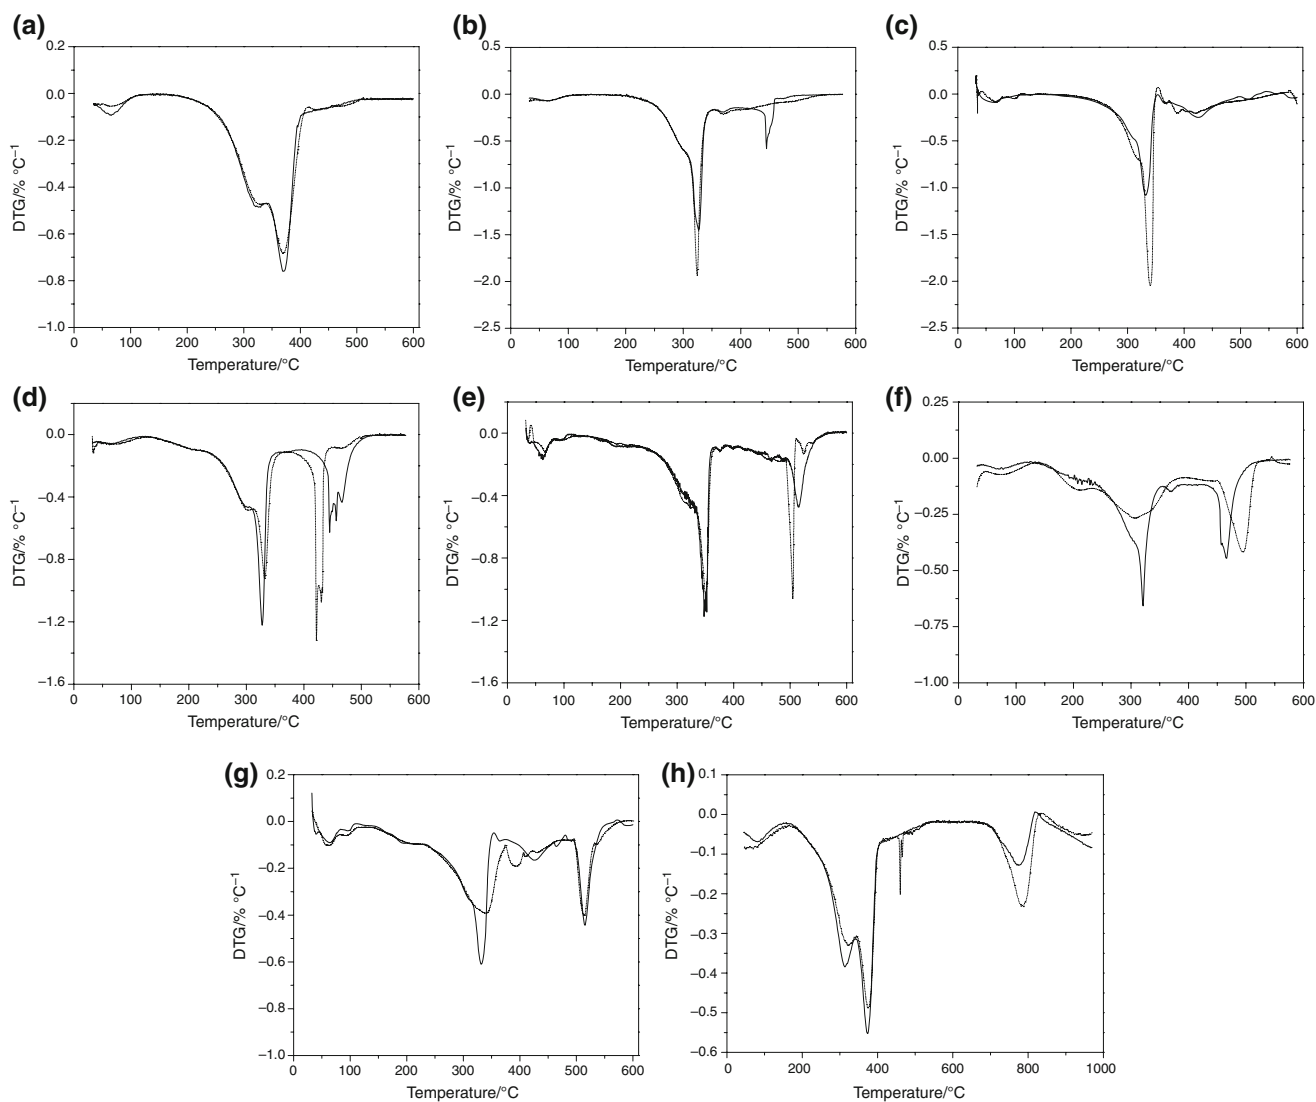 (a)
0.2
0.0
–0.2
–0.4
–0.6
–0.8
–1.0
DTG/% °C–1
0 100 200 300 400 500 600
Temperature/°C
(b)
0.5
0.0
–0.5
–1.0
–1.5
–2.0
–2.5
DTG/% °C–1
0 100 200 300 400 500 600
Temperature/°C
(c)
0.5
0.0
–0.5
–1.0
–1.5
–2.0
–2.5
DTG/% °C–1
0 100 200 300 400 500 600
Temperature/°C
(d)
0.0
–0.4
–0.8
–1.2
–1.6
DTG/% °C–1
0 100 200 300 400 500 600
Temperature/°C
(e)
0.0
–0.4
–0.8
–1.2
–1.6
DTG/% °C–1
0 100 200 300 400 500 600
Temperature/°C
(f)
0.25
0.00
–0.25
–0.50
–0.75
–1.00
DTG/% °C–1
0 100 200 300 400 500 600
Temperature/°C
(g)
0.2
0.0
–0.2
–0.4
–0.6
–0.8
–1.0
DTG/% °C–1
0 100 200 300 400 500 600
Temperature/°C
(h)
0.1
0.0
–0.1
–0.2
–0.3
–0.4
–0.5
–0.6
DTG/% °C–1
0 200 400 600 800 1000
Temperature/°C